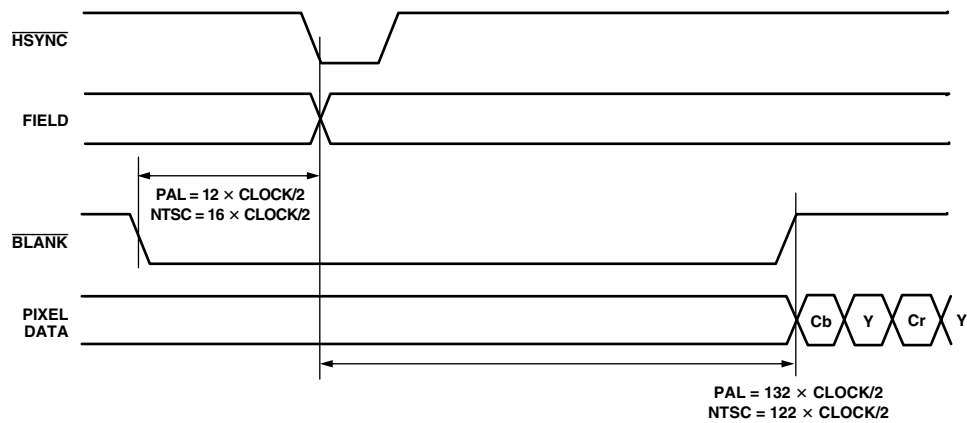 HSYNC
FIELD
PAL = 12 × CLOCK/2
NTSC = 16 × CLOCK/2
BLANK
PIXEL
DATA
Cb Y Cr Y
PAL = 132 × CLOCK/2
NTSC = 122 × CLOCK/2